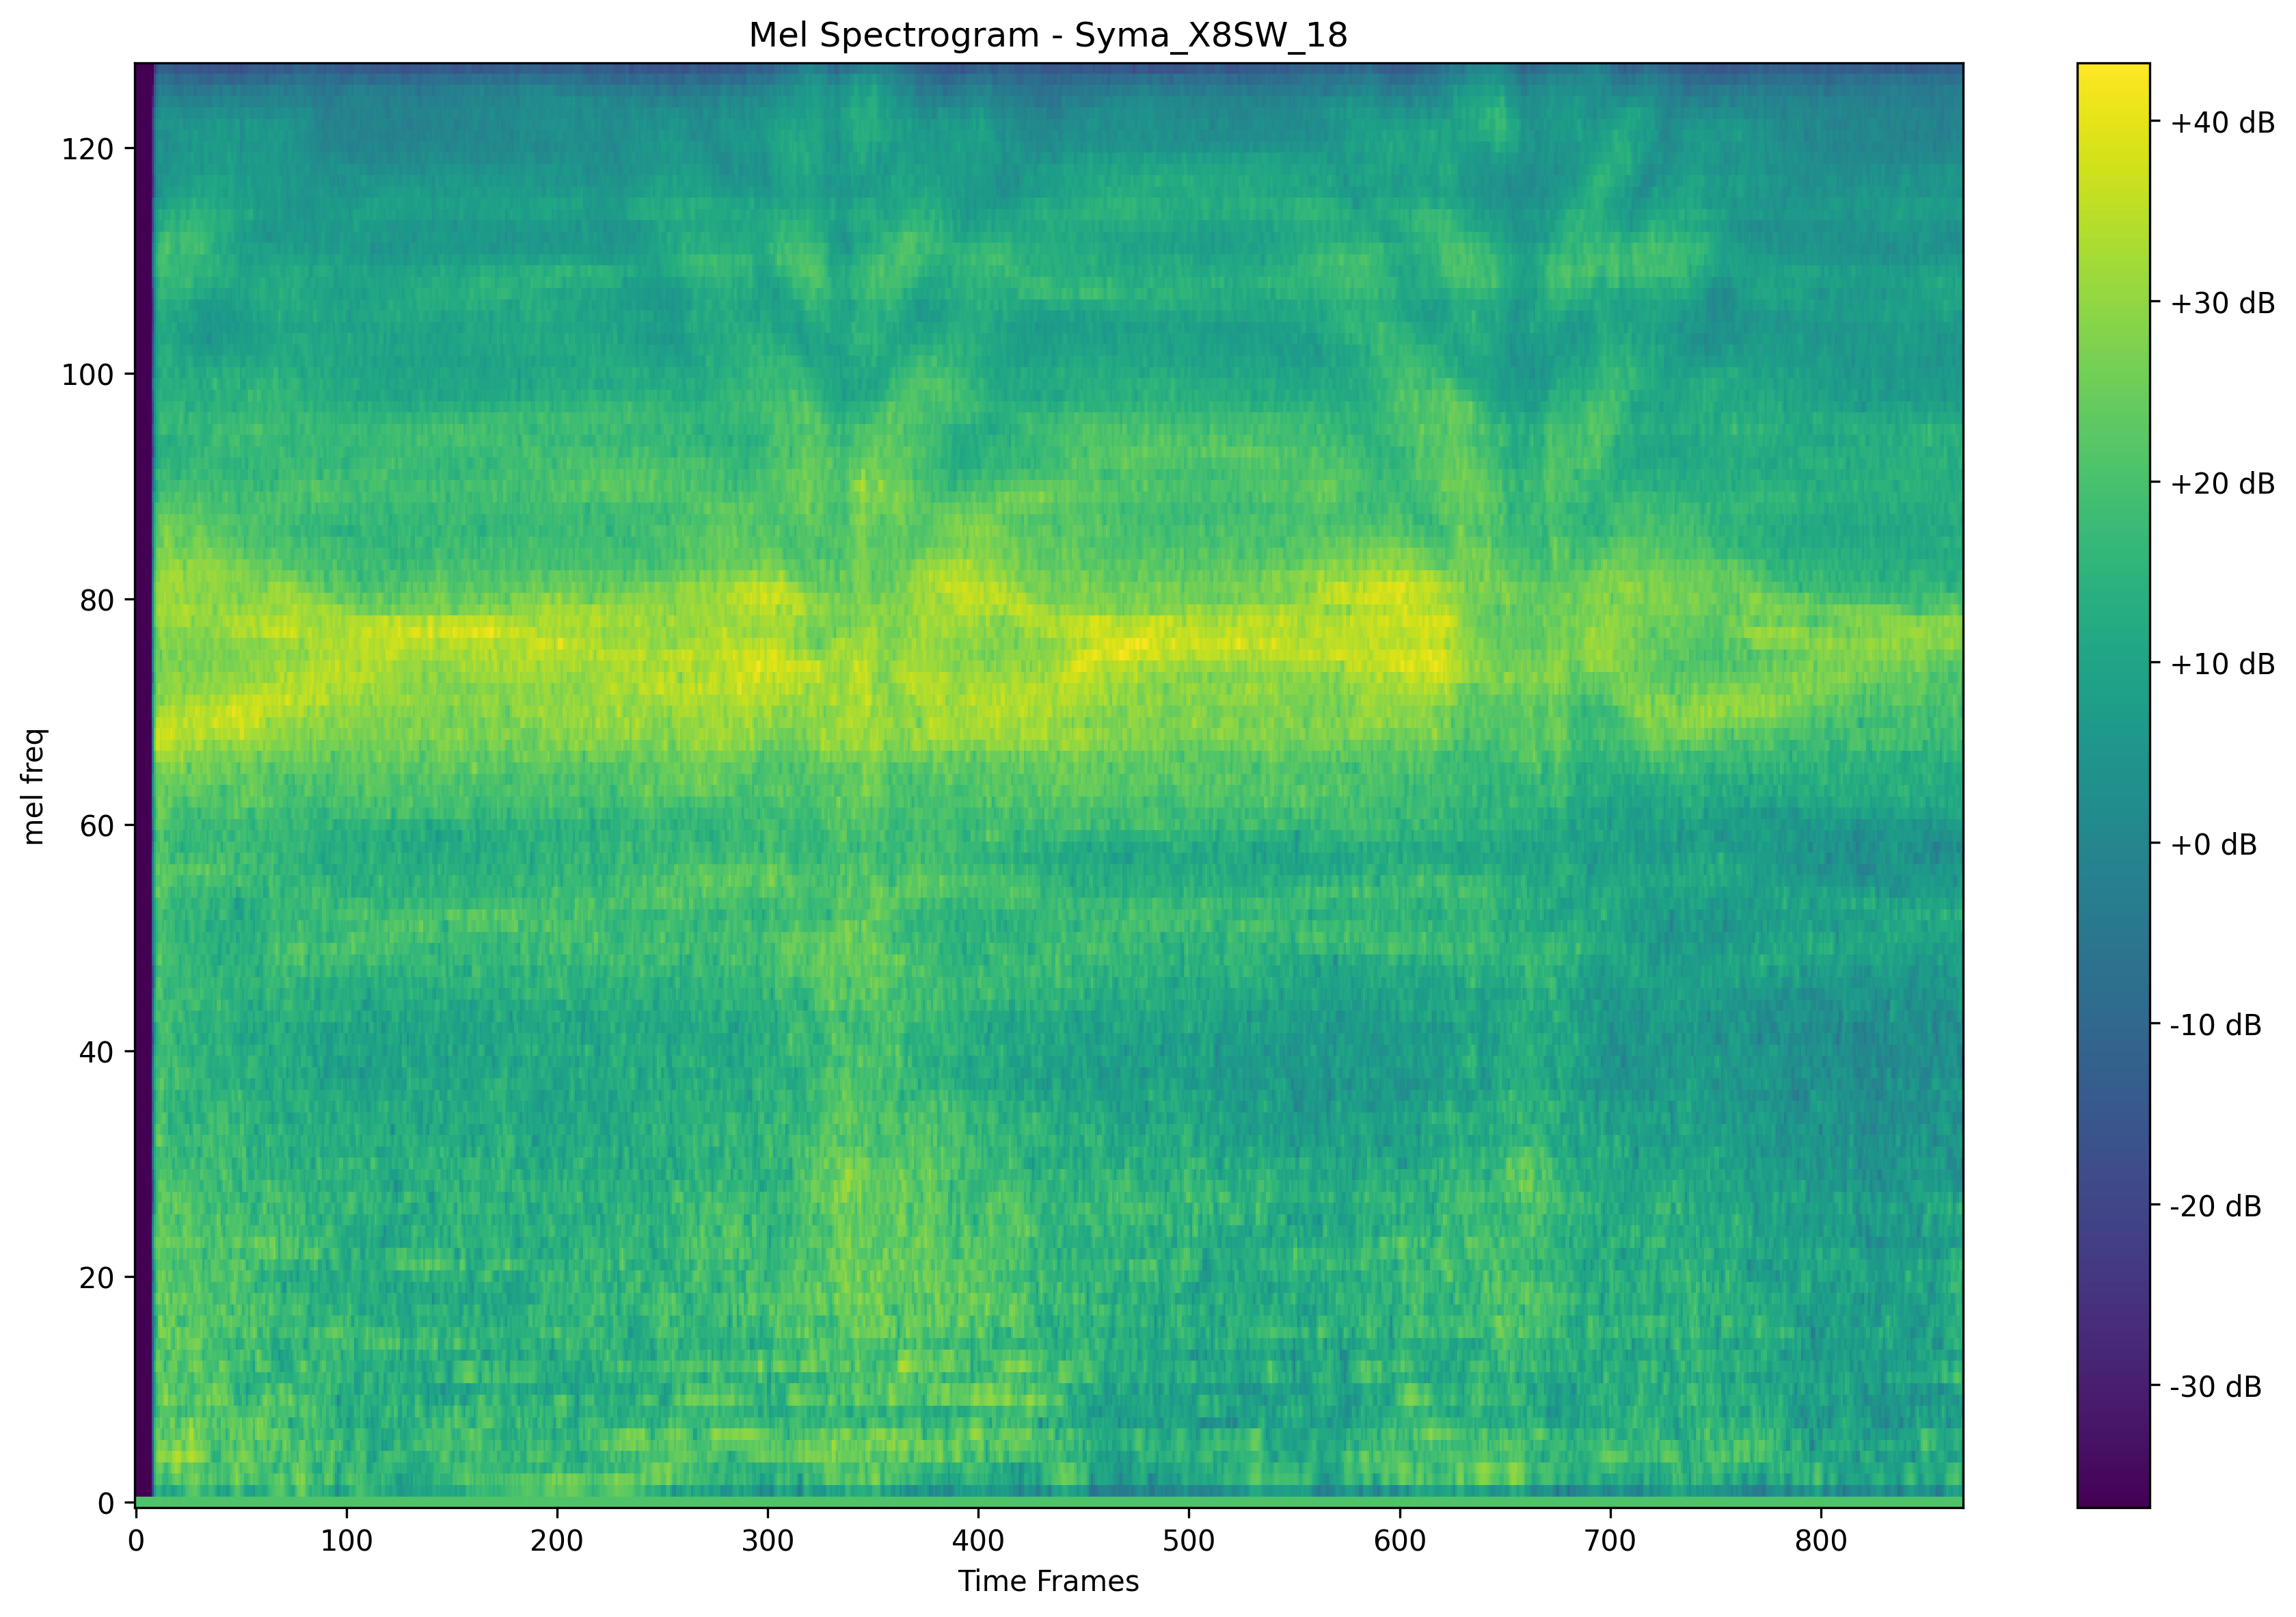 Mel Spectrogram - Syma_X8SW_18
mel freq
120
100
80
60
40
20
0
0 100 200 300 400 500 600 700 800
Time Frames
+40 dB
+30 dB
+20 dB
+10 dB
+0 dB
-10 dB
-20 dB
-30 dB